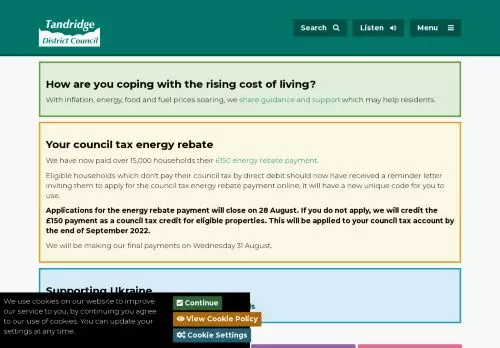 Tandridge
District Council
Search
Listen
Menu
How are you coping with the rising cost of living?
With inflation, energy, food and fuel prices soaring, we share guidance and support which may help residents.
Your council tax energy rebate
We have now paid over 15,000 households their £150 energy rebate payment.
Eligible households which don't pay their council tax by direct debit should now have received a reminder letter
inviting them to apply for the council tax energy rebate payment online, it will have a new unique code for you to
use.
Applications for the energy rebate payment will close on 28 August. If you do not apply, we will credit the
£150 payment as a council tax credit for eligible properties. This will be applied to your council tax account by
the end of September 2022.
We will be making our final payments on Wednesday 31 August.
Supporting Ukraine
We use cookies on our website to improve
our service to you, by continuing you agree
to our use of cookies. You can update your
settings at any time.
Continue
View Cookie Policy
Cookie Settings